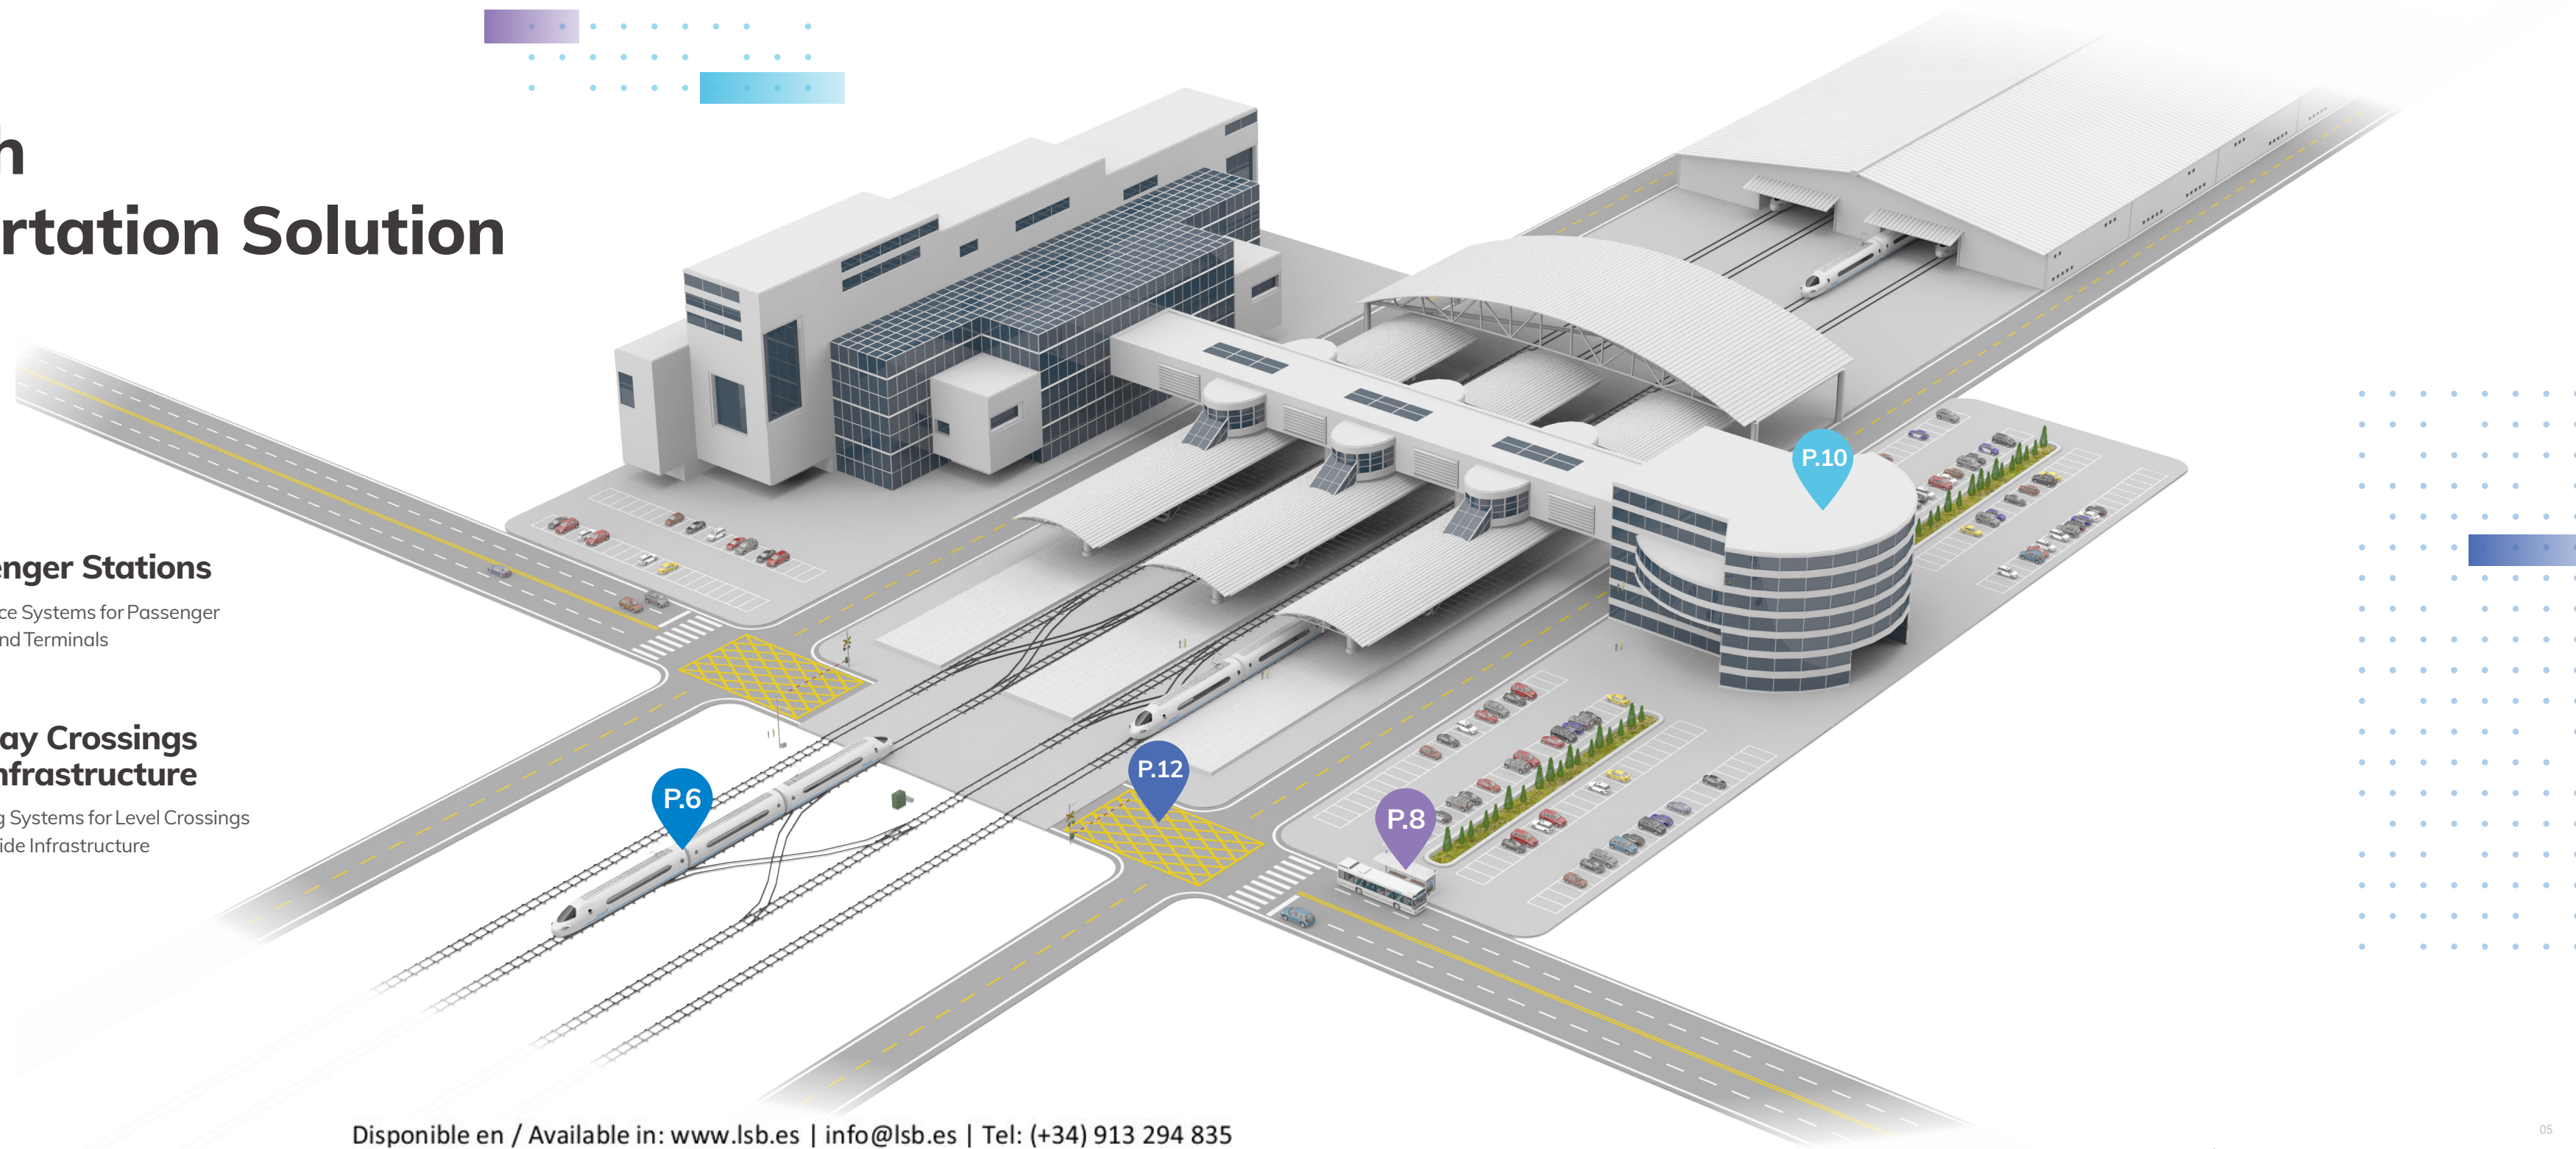 h
rtation Solution
enger Stations
ce Systems for Passenger
nd Terminals
ay Crossings
nfrastructure
g Systems for Level Crossings
ide Infrastructure
P.10
P.12
P.6
P.8
Disponible en / Available in: www.lsb.es | info@lsb.es | Tel: (+34) 913 294 835
05